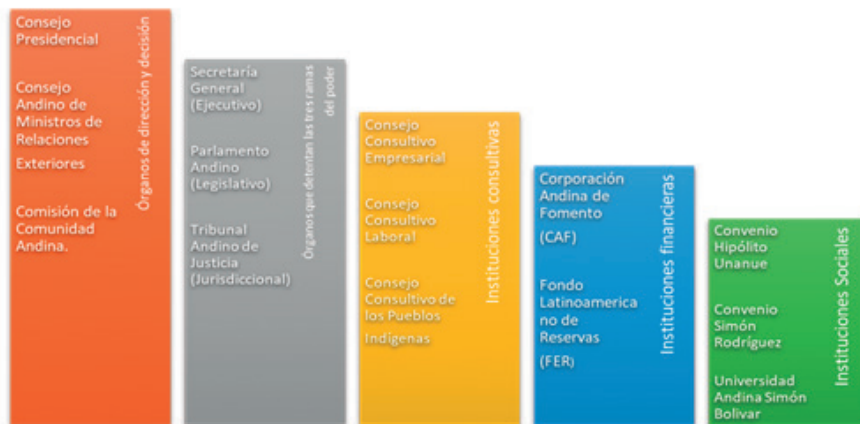 Consejo
Presidencial
Consejo
Andino de
Ministros de
Relaciones
Exteriores
Comisión de la
Comunidad
Andina.
Órganos de dirección y decisión
Secretaría
General
(Ejecutivo)
Parlamento
Andino
(Legislativo)
Tribunal
Andino de
Justicia
(Jurisdiccional)
Órganos que detentan las tres ramas
del poder
Consejo
Consultivo
Empresarial
Consejo
Consultivo
Laboral
Consejo
Consultivo de
los Pueblos
Indígenas
Instituciones consultivas
Corporación
Andina de
Fomento
(CAF)
Fondo
Latinoamerica
no de
Reservas
(FER)
Instituciones financieras
Convenio
Hipólito
Unanue
Convenio
Simón
Rodríguez
Universidad
Andina Simón
Bolivar
Instituciones Sociales